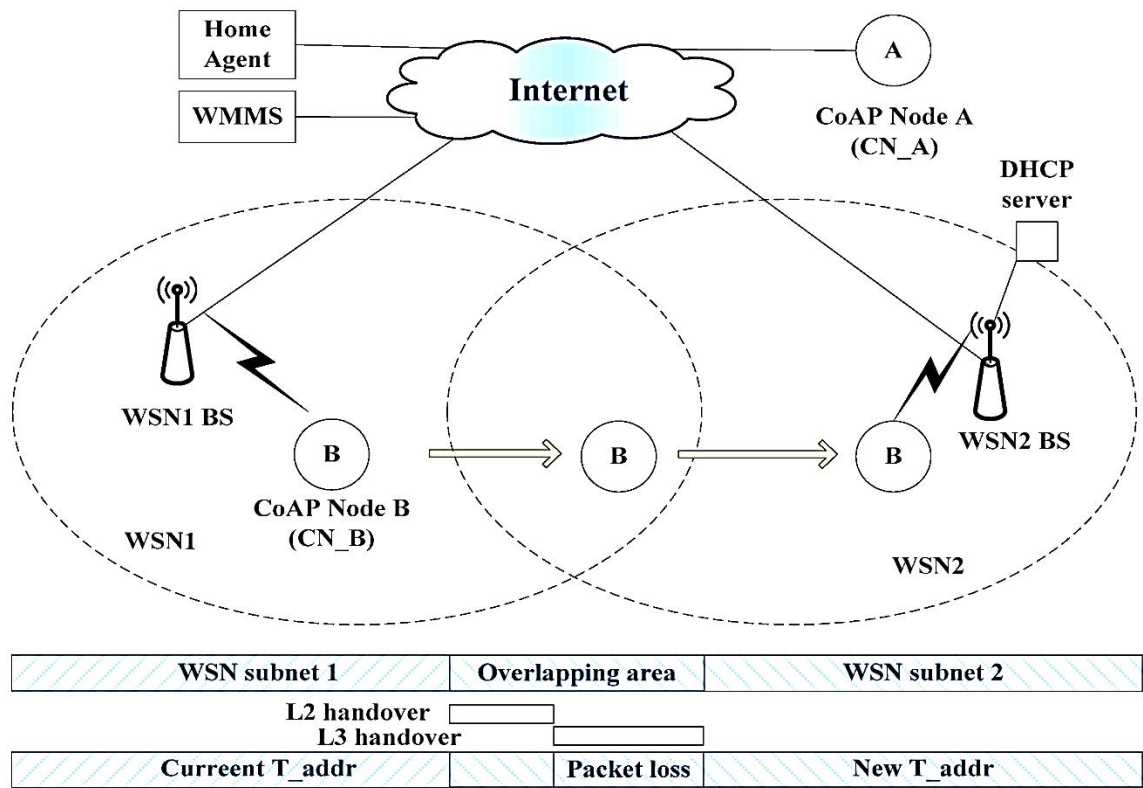 Home
Agent
WMMS
Internet
A
CoAP Node A
(CN_A)
DHCP
server
WSN1 BS
B
CoAP Node B
(CN_B)
WSN1
B
B
WSN2 BS
WSN2
WSN subnet 1
Overlapping area
WSN subnet 2
L2 handover
L3 handover
Curreent T_addr
Packet loss
New T_addr